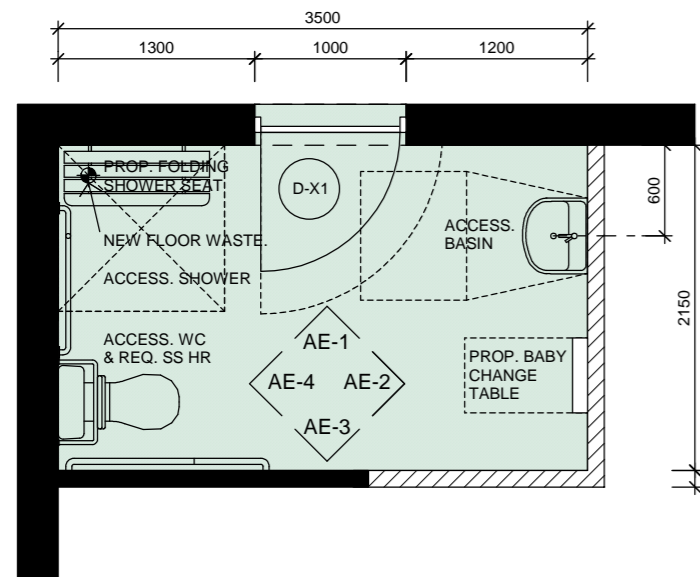 3500
1300
1000
1200
PROP. FOLDING
SHOWER SEAT
D-X1
NEW FLOOR WASTE.
ACCESS.
BASIN
600
ACCESS. SHOWER
2150
ACCESS. WC
& REQ. SS HR
AE-1
AE-4
AE-2
AE-3
PROP. BABY
CHANGE
TABLE